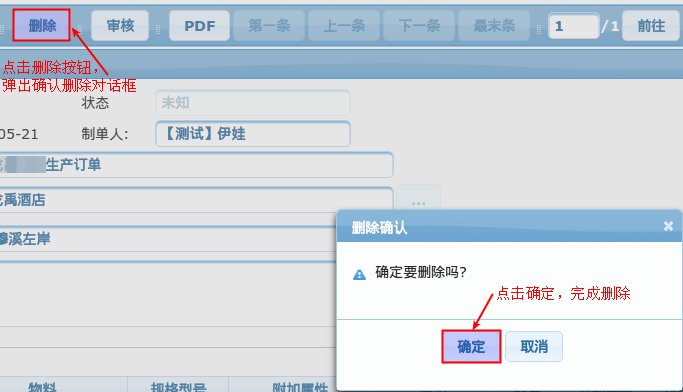 删除 审核 PDF 第一条 上一条 下一条 最末条 1 /1 前往
点击删除按钮，
弹出确认删除对话框
状态 未知
05-21 制单人: 【测试】伊娃
生产订单
禹酒店 ...
溪左岸
删除确认
确定要删除吗?
点击确定，完成删除
确定 取消
物料 规格型号 附加属性